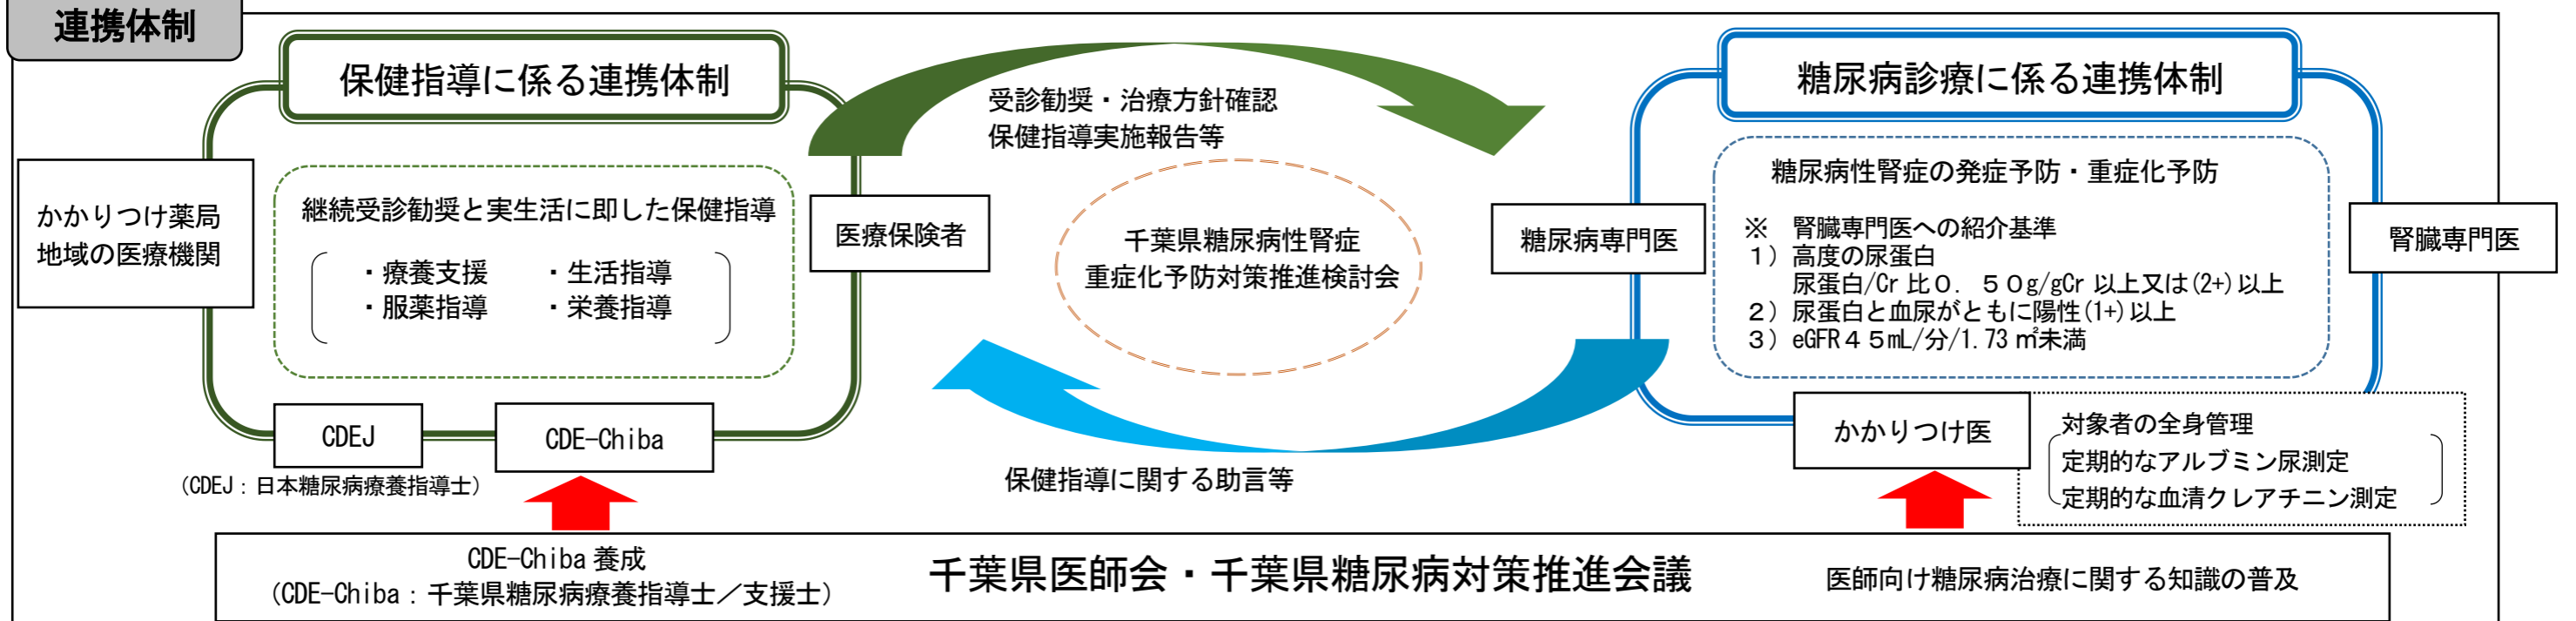 連携体制
保健指導に係る連携体制
かかりつけ薬局
地域の医療機関
継続受診勧奨と実生活に即した保健指導
・療養支援 ・生活指導
・服薬指導 ・栄養指導
医療保険者
CDEJ
CDE-Chiba
(CDEJ：日本糖尿病療養指導士)
受診勧奨・治療方針確認
保健指導実施報告等
千葉県糖尿病性腎症
重症化予防対策推進検討会
保健指導に関する助言等
糖尿病診療に係る連携体制
糖尿病専門医
糖尿病性腎症の発症予防・重症化予防
※ 腎臓専門医への紹介基準
１）高度の尿蛋白
尿蛋白/Cr 比０．５０g/gCr 以上又は(2+)以上
２）尿蛋白と血尿がともに陽性(1+)以上
３）eGFR４５mL/分/1.73 ㎡未満
腎臓専門医
かかりつけ医
対象者の全身管理
定期的なアルブミン尿測定
定期的な血清クレアチニン測定
CDE-Chiba 養成
(CDE-Chiba：千葉県糖尿病療養指導士／支援士)
千葉県医師会・千葉県糖尿病対策推進会議
医師向け糖尿病治療に関する知識の普及